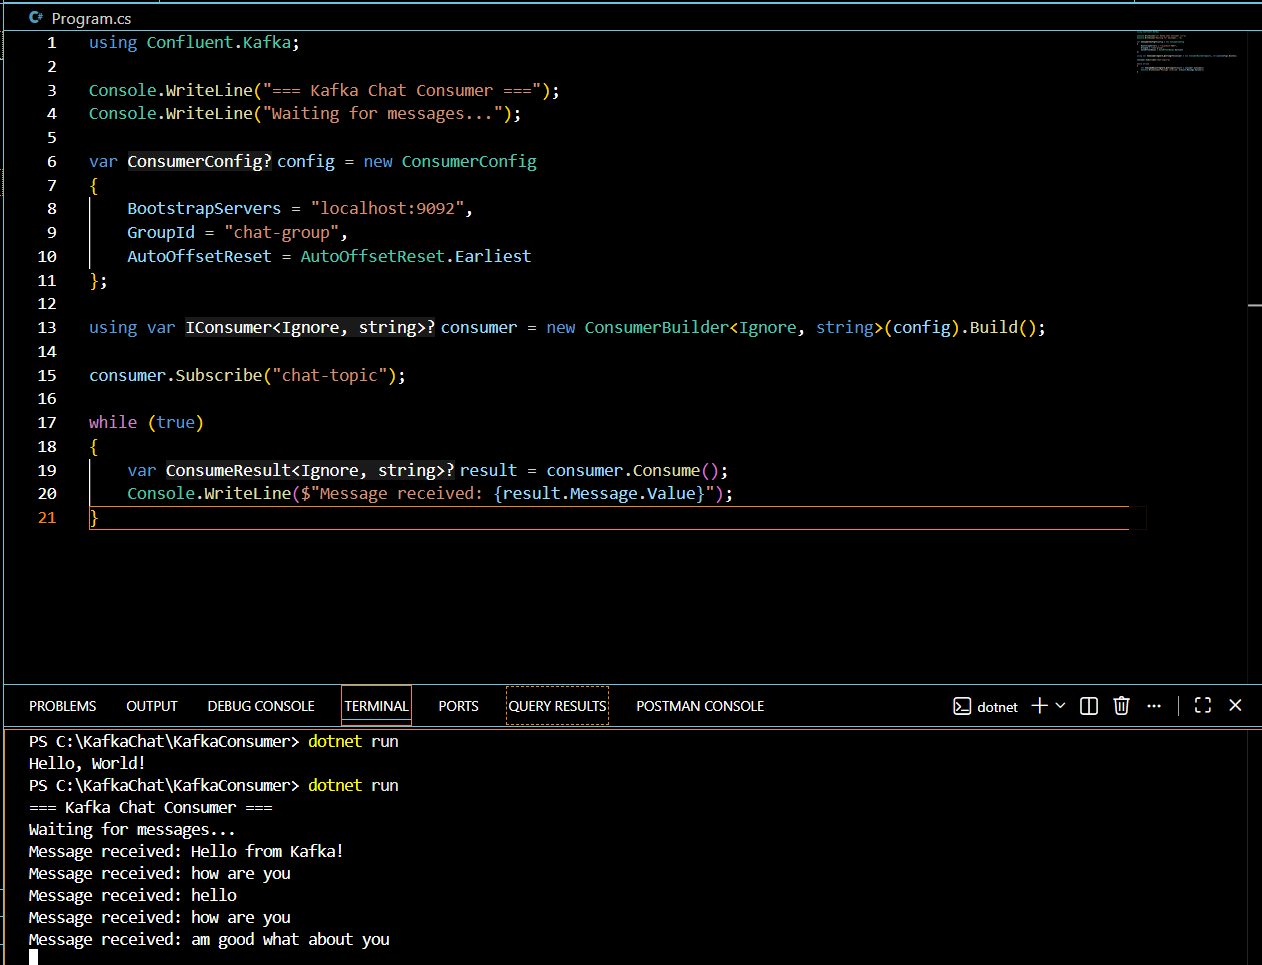 C# Program.cs
1 using Confluent.Kafka;
2
3 Console.WriteLine("=== Kafka Chat Consumer ===");
4 Console.WriteLine("Waiting for messages...");
5
6 var ConsumerConfig? config = new ConsumerConfig
7 {
8 BootstrapServers = "localhost:9092",
9 GroupId = "chat-group",
10 AutoOffsetReset = AutoOffsetReset.Earliest
11 };
12
13 using var IConsumer<Ignore, string>? consumer = new ConsumerBuilder<Ignore, string>(config).Build();
14
15 consumer.Subscribe("chat-topic");
16
17 while (true)
18 {
19 var ConsumeResult<Ignore, string>? result = consumer.Consume();
20 Console.WriteLine($"Message received: {result.Message.Value}");
21 }
PROBLEMS OUTPUT DEBUG CONSOLE TERMINAL PORTS QUERY RESULTS POSTMAN CONSOLE dotnet
PS C:\KafkaChat\KafkaConsumer> dotnet run
Hello, World!
PS C:\KafkaChat\KafkaConsumer> dotnet run
=== Kafka Chat Consumer ===
Waiting for messages...
Message received: Hello from Kafka!
Message received: how are you
Message received: hello
Message received: how are you
Message received: am good what about you